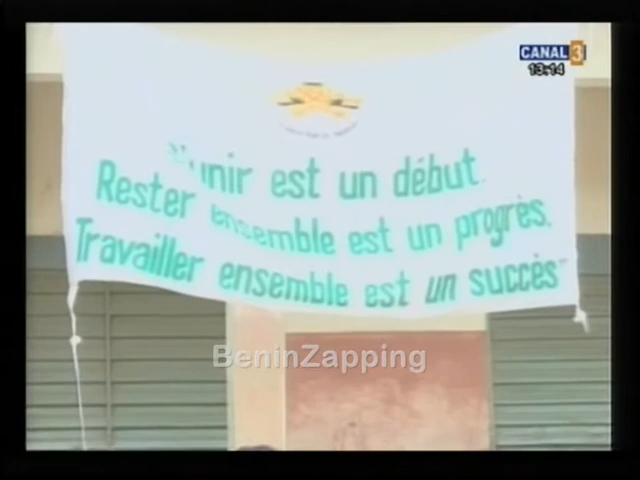 CANAL 3
13:14
unir est un début.
Rester ensemble est un progrès.
Travailler ensemble est un succès"
BeninZapping